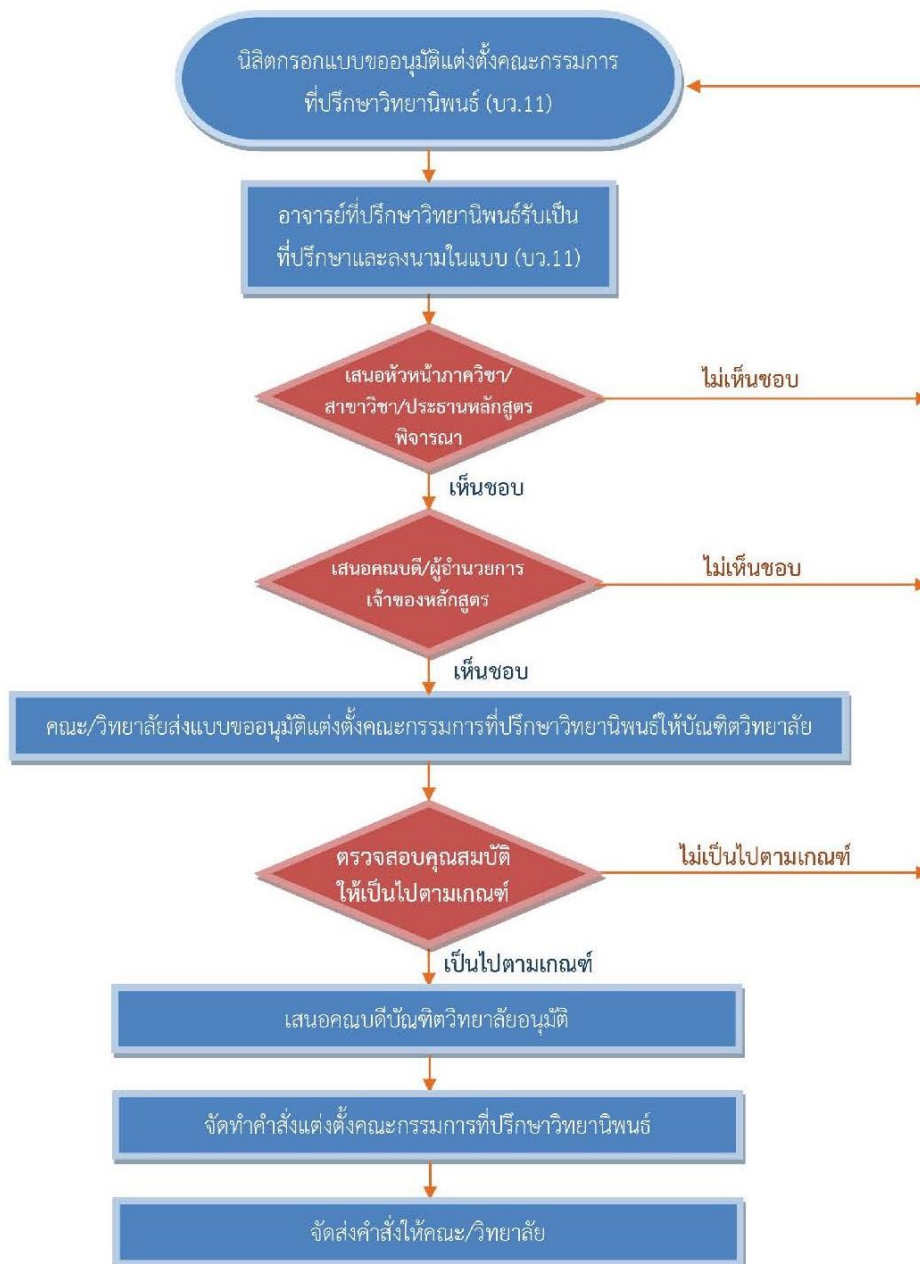 นิสิตกรอกแบบขออนุมัติแต่งตั้งคณะกรรมการ
ที่ปรึกษาวิทยานิพนธ์ (บว.11)
อาจารย์ที่ปรึกษาวิทยานิพนธ์รับเป็น
ที่ปรึกษาและลงนามในแบบ (บว.11)
เสนอหัวหน้าภาควิชา/
สาขาวิชา/ประธานหลักสูตร
พิจารณา
ไม่เห็นชอบ
เห็นชอบ
เสนอคณบดี/ผู้อำนวยการ
เจ้าของหลักสูตร
ไม่เห็นชอบ
เห็นชอบ
คณะ/วิทยาลัยส่งแบบขออนุมัติแต่งตั้งคณะกรรมการที่ปรึกษาวิทยานิพนธ์ให้บัณฑิตวิทยาลัย
ตรวจสอบคุณสมบัติ
ให้เป็นไปตามเกณฑ์
ไม่เป็นไปตามเกณฑ์
เป็นไปตามเกณฑ์
เสนอคณบดีบัณฑิตวิทยาลัยอนุมัติ
จัดทำคำสั่งแต่งตั้งคณะกรรมการที่ปรึกษาวิทยานิพนธ์
จัดส่งคำสั่งให้คณะ/วิทยาลัย